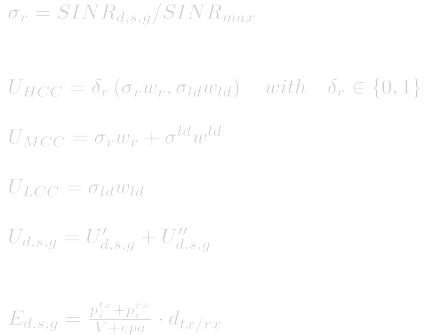 σ_r = SINR_{d,s,g}/SINR_{max}
U_{HCC} = δ_r (σ_r w_r, σ_{ld} w_{ld}) with δ_r ∈ {0, 1}
U_{MCC} = σ_r w_r + σ^{ld} w^{ld}
U_{LCC} = σ_{ld} w_{ld}
U_{d,s,g} = U'_{d,s,g} + U''_{d,s,g}
E_{d,s,g} = \frac{p_i^{tx} + p_i^{rx}}{V + epa} · d_{tx/rx}